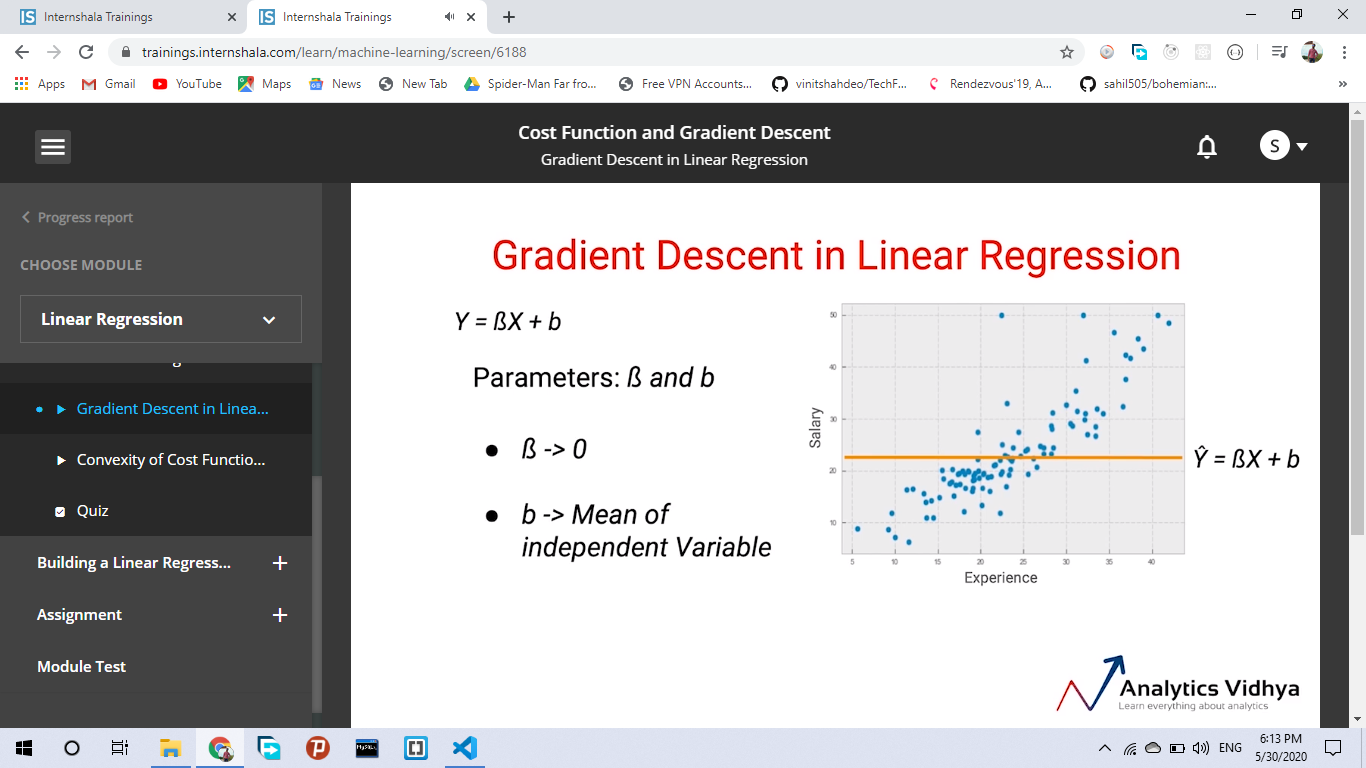 Internshala Trainings
Internshala Trainings
trainings.internshala.com/learn/machine-learning/screen/6188
Apps
Gmail
YouTube
Maps
News
New Tab
Spider-Man Far fro...
Free VPN Accounts...
vinitshahdeo/TechF...
Rendezvous'19, A...
sahil505/bohemian:...
»
Cost Function and Gradient Descent
Gradient Descent in Linear Regression
S
Progress report
CHOOSE MODULE
Linear Regression
Gradient Descent in Linea...
Convexity of Cost Functio...
Quiz
Building a Linear Regress... +
Assignment +
Module Test
Gradient Descent in Linear Regression
Y = ßX + b
Parameters: ß and b
● ß -> 0
● b -> Mean of
independent Variable
Salary
50
40
30
20
10
5 10 15 20 25 30 35 40
Experience
Ŷ = ßX + b
Analytics Vidhya
Learn everything about analytics
MySQL
ENG
6:13 PM
5/30/2020